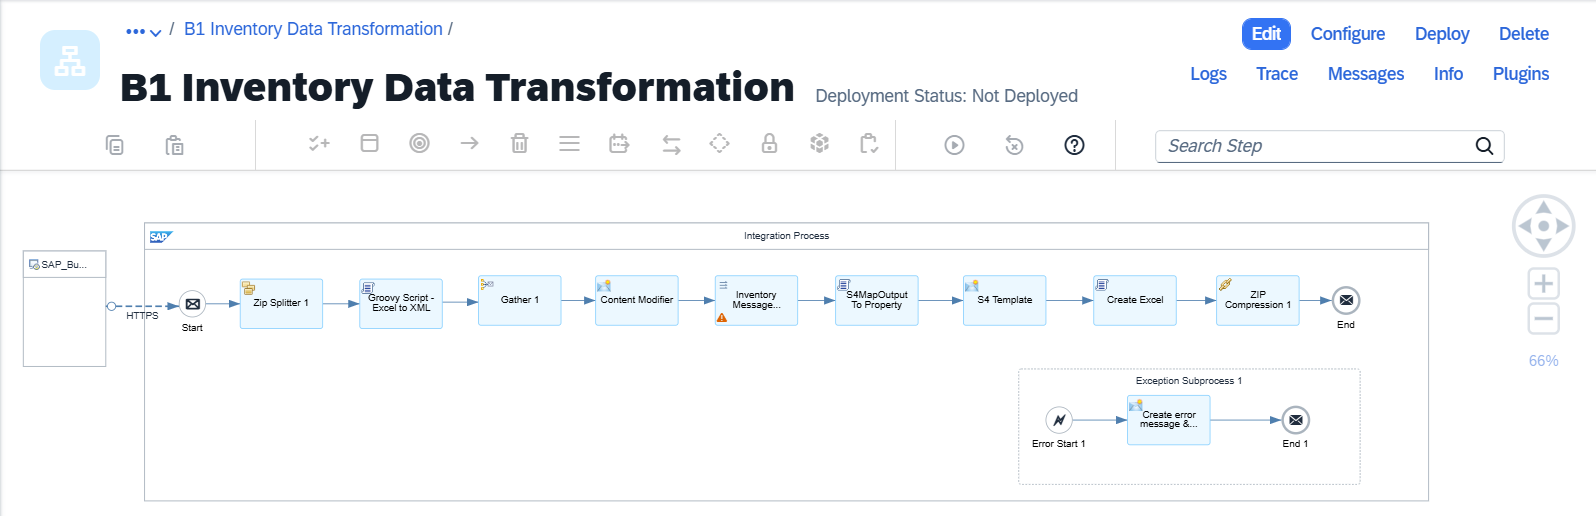 ••• / B1 Inventory Data Transformation /
B1 Inventory Data Transformation
Deployment Status: Not Deployed
Edit Configure Deploy Delete
Logs Trace Messages Info Plugins
Search Step
SAP
Integration Process
SAP_Bu...
HTTPS
Start
Zip Splitter 1
Groovy Script -
Excel to XML
Gather 1
Content Modifier
Inventory
Message...
S4MapOutput
To Property
S4 Template
Create Excel
ZIP
Compression 1
End
Exception Subprocess 1
Error Start 1
Create error
message &...
End 1
66%